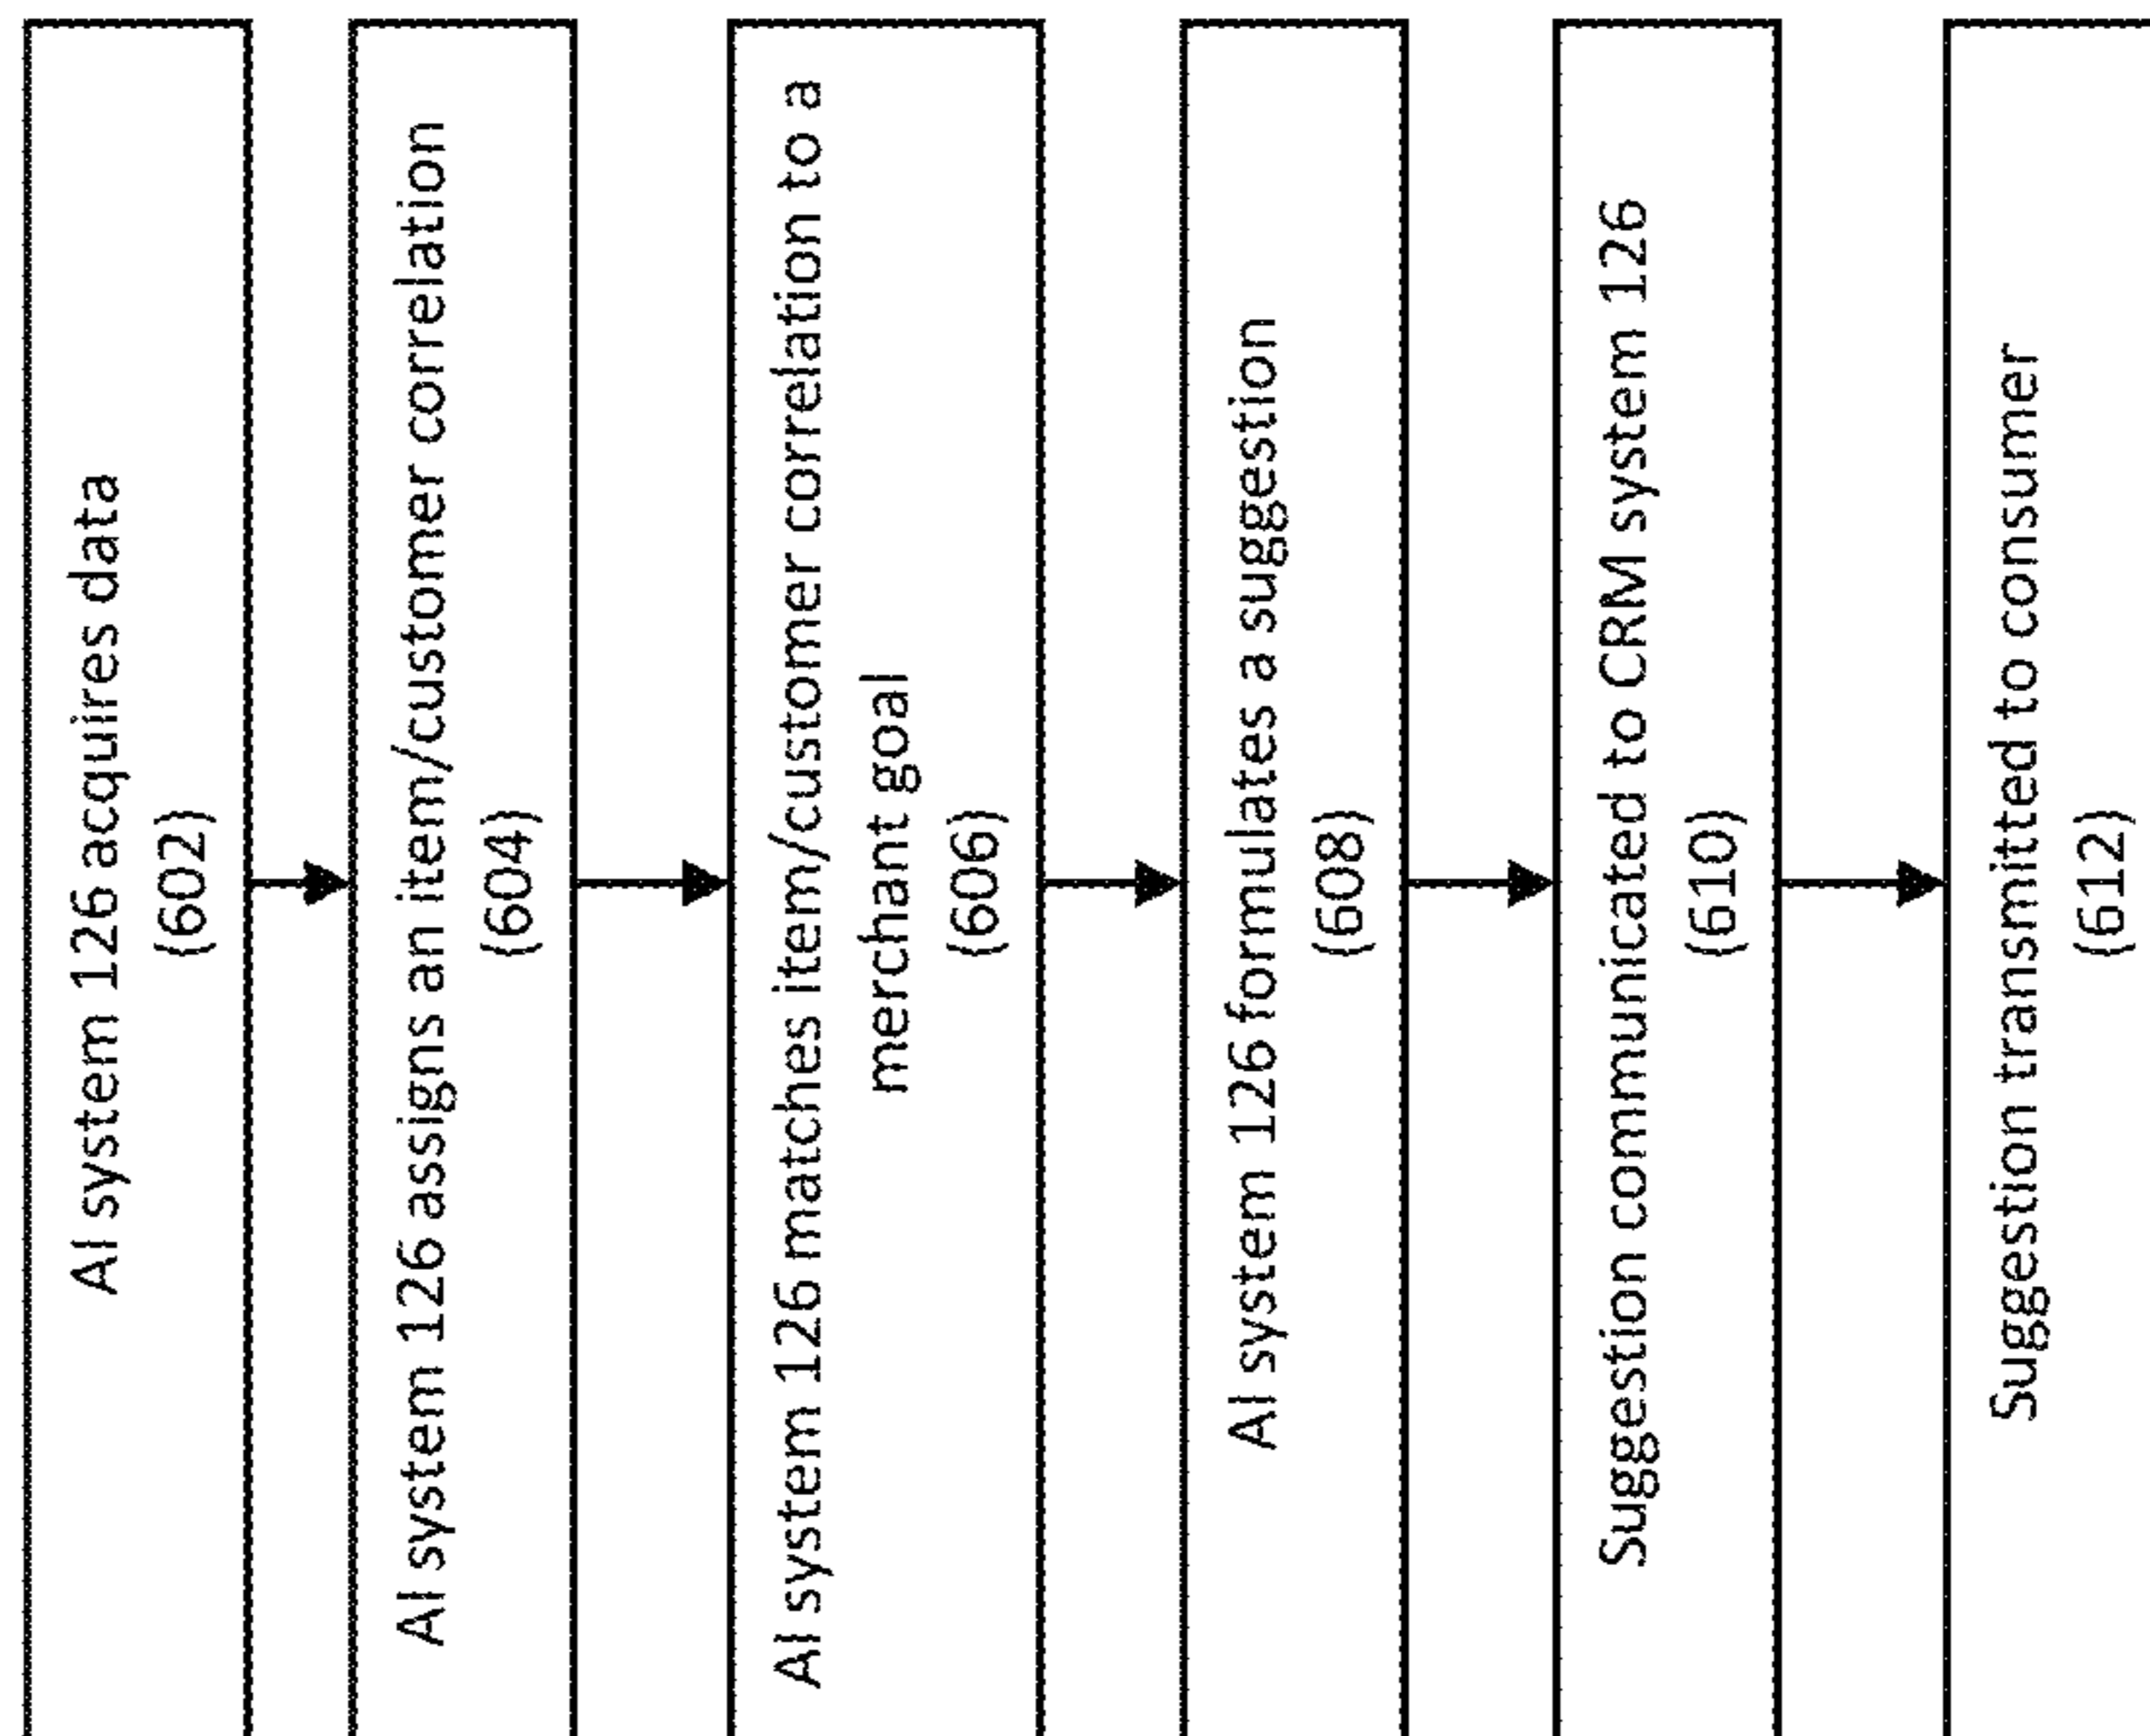 AI system 126 acquires data
(602)
AI system 126 assigns an item/customer correlation
(604)
AI system 126 matches item/customer correlation to a
merchant goal
(606)
AI system 126 formulates a suggestion
(608)
Suggestion communicated to CRM system 126
(610)
Suggestion transmitted to consumer
(612)